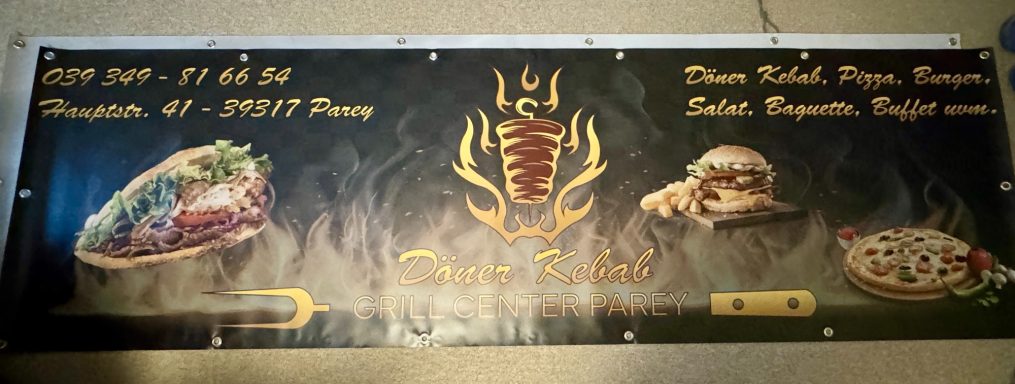 039 349 - 81 66 54
Hauptstr. 41 - 39317 Parey
Döner Kebab, Pizza, Burger,
Salat, Baguette, Buffet uvm.
Döner Kebab
GRILL CENTER PAREY